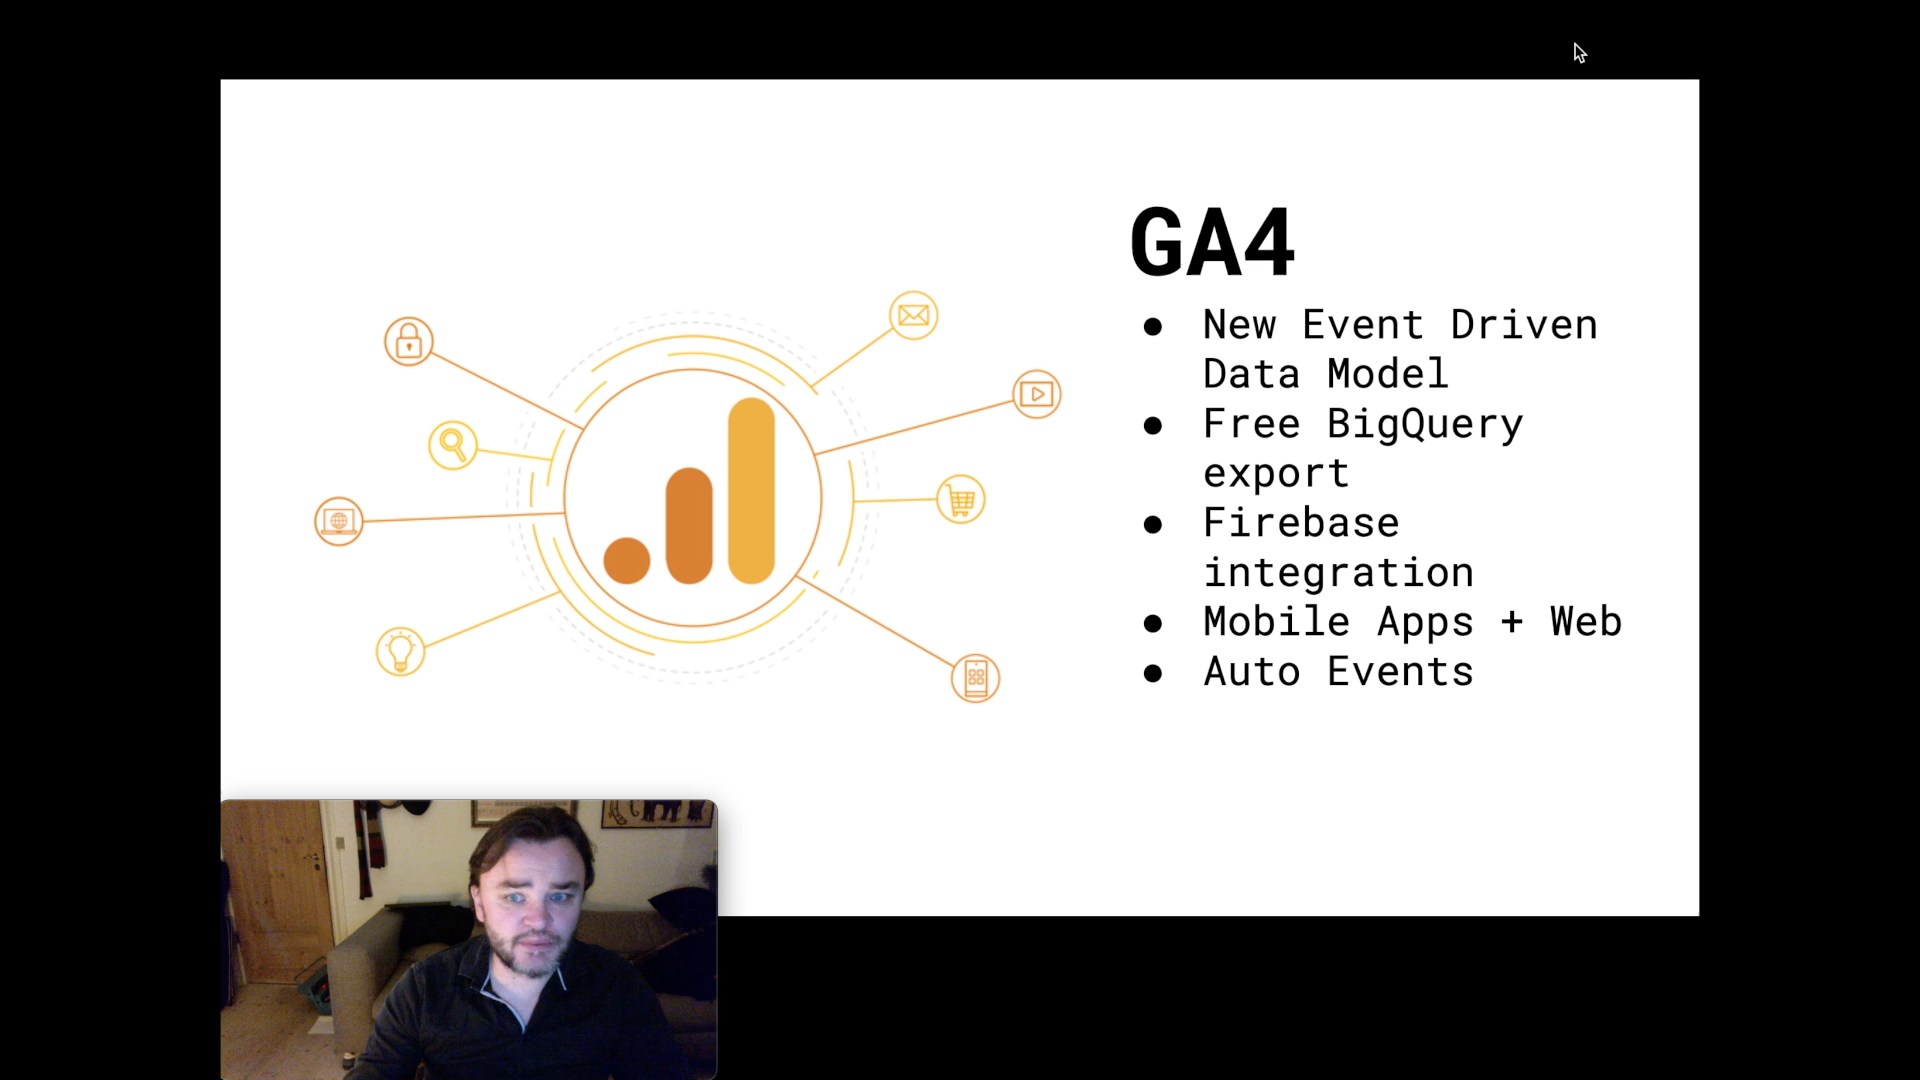 GA4
● New Event Driven
Data Model
● Free BigQuery
export
● Firebase
integration
● Mobile Apps + Web
● Auto Events